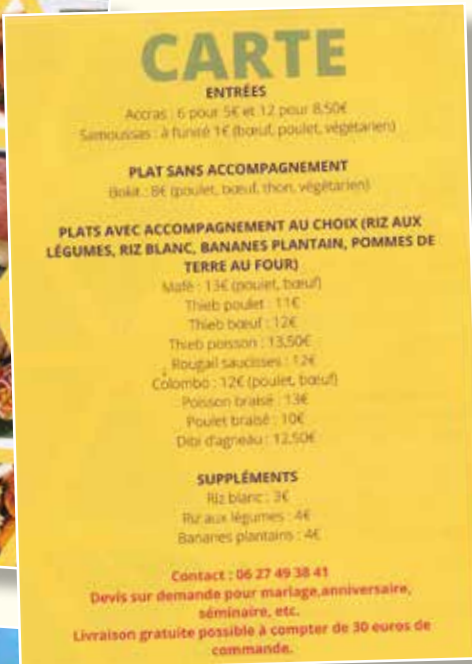 CARTE
ENTRÉES
Accras : 6 pour 5€ et 12 pour 8,50€
Samoussas : à l'unité 1€ (bœuf, poulet, végétarien)
PLAT SANS ACCOMPAGNEMENT
Bokit : 8€ (poulet, bœuf, thon, végétarien)
PLATS AVEC ACCOMPAGNEMENT AU CHOIX (RIZ AUX
LÉGUMES, RIZ BLANC, BANANES PLANTAIN, POMMES DE
TERRE AU FOUR)
Mafé : 13€ (poulet, bœuf)
Thieb poulet : 11€
Thieb bœuf : 12€
Thieb poisson : 13,50€
Rougail saucisses : 12€
Colombo : 12€ (poulet, bœuf)
Poisson braisé : 13€
Poulet braisé : 10€
Dibi d'agneau : 12,50€
SUPPLÉMENTS
Riz blanc : 3€
Riz aux légumes : 4€
Bananes plantains : 4€
Contact : 06 27 49 38 41
Devis sur demande pour mariage,anniversaire,
séminaire, etc.
Livraison gratuite possible à compter de 30 euros de
commande.